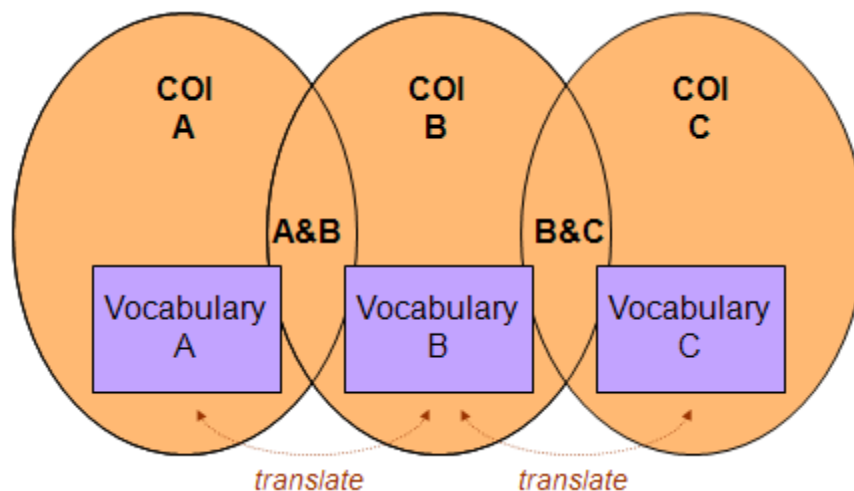 COI
A
COI
B
COI
C
A&B
B&C
Vocabulary
A
Vocabulary
B
Vocabulary
C
translate
translate